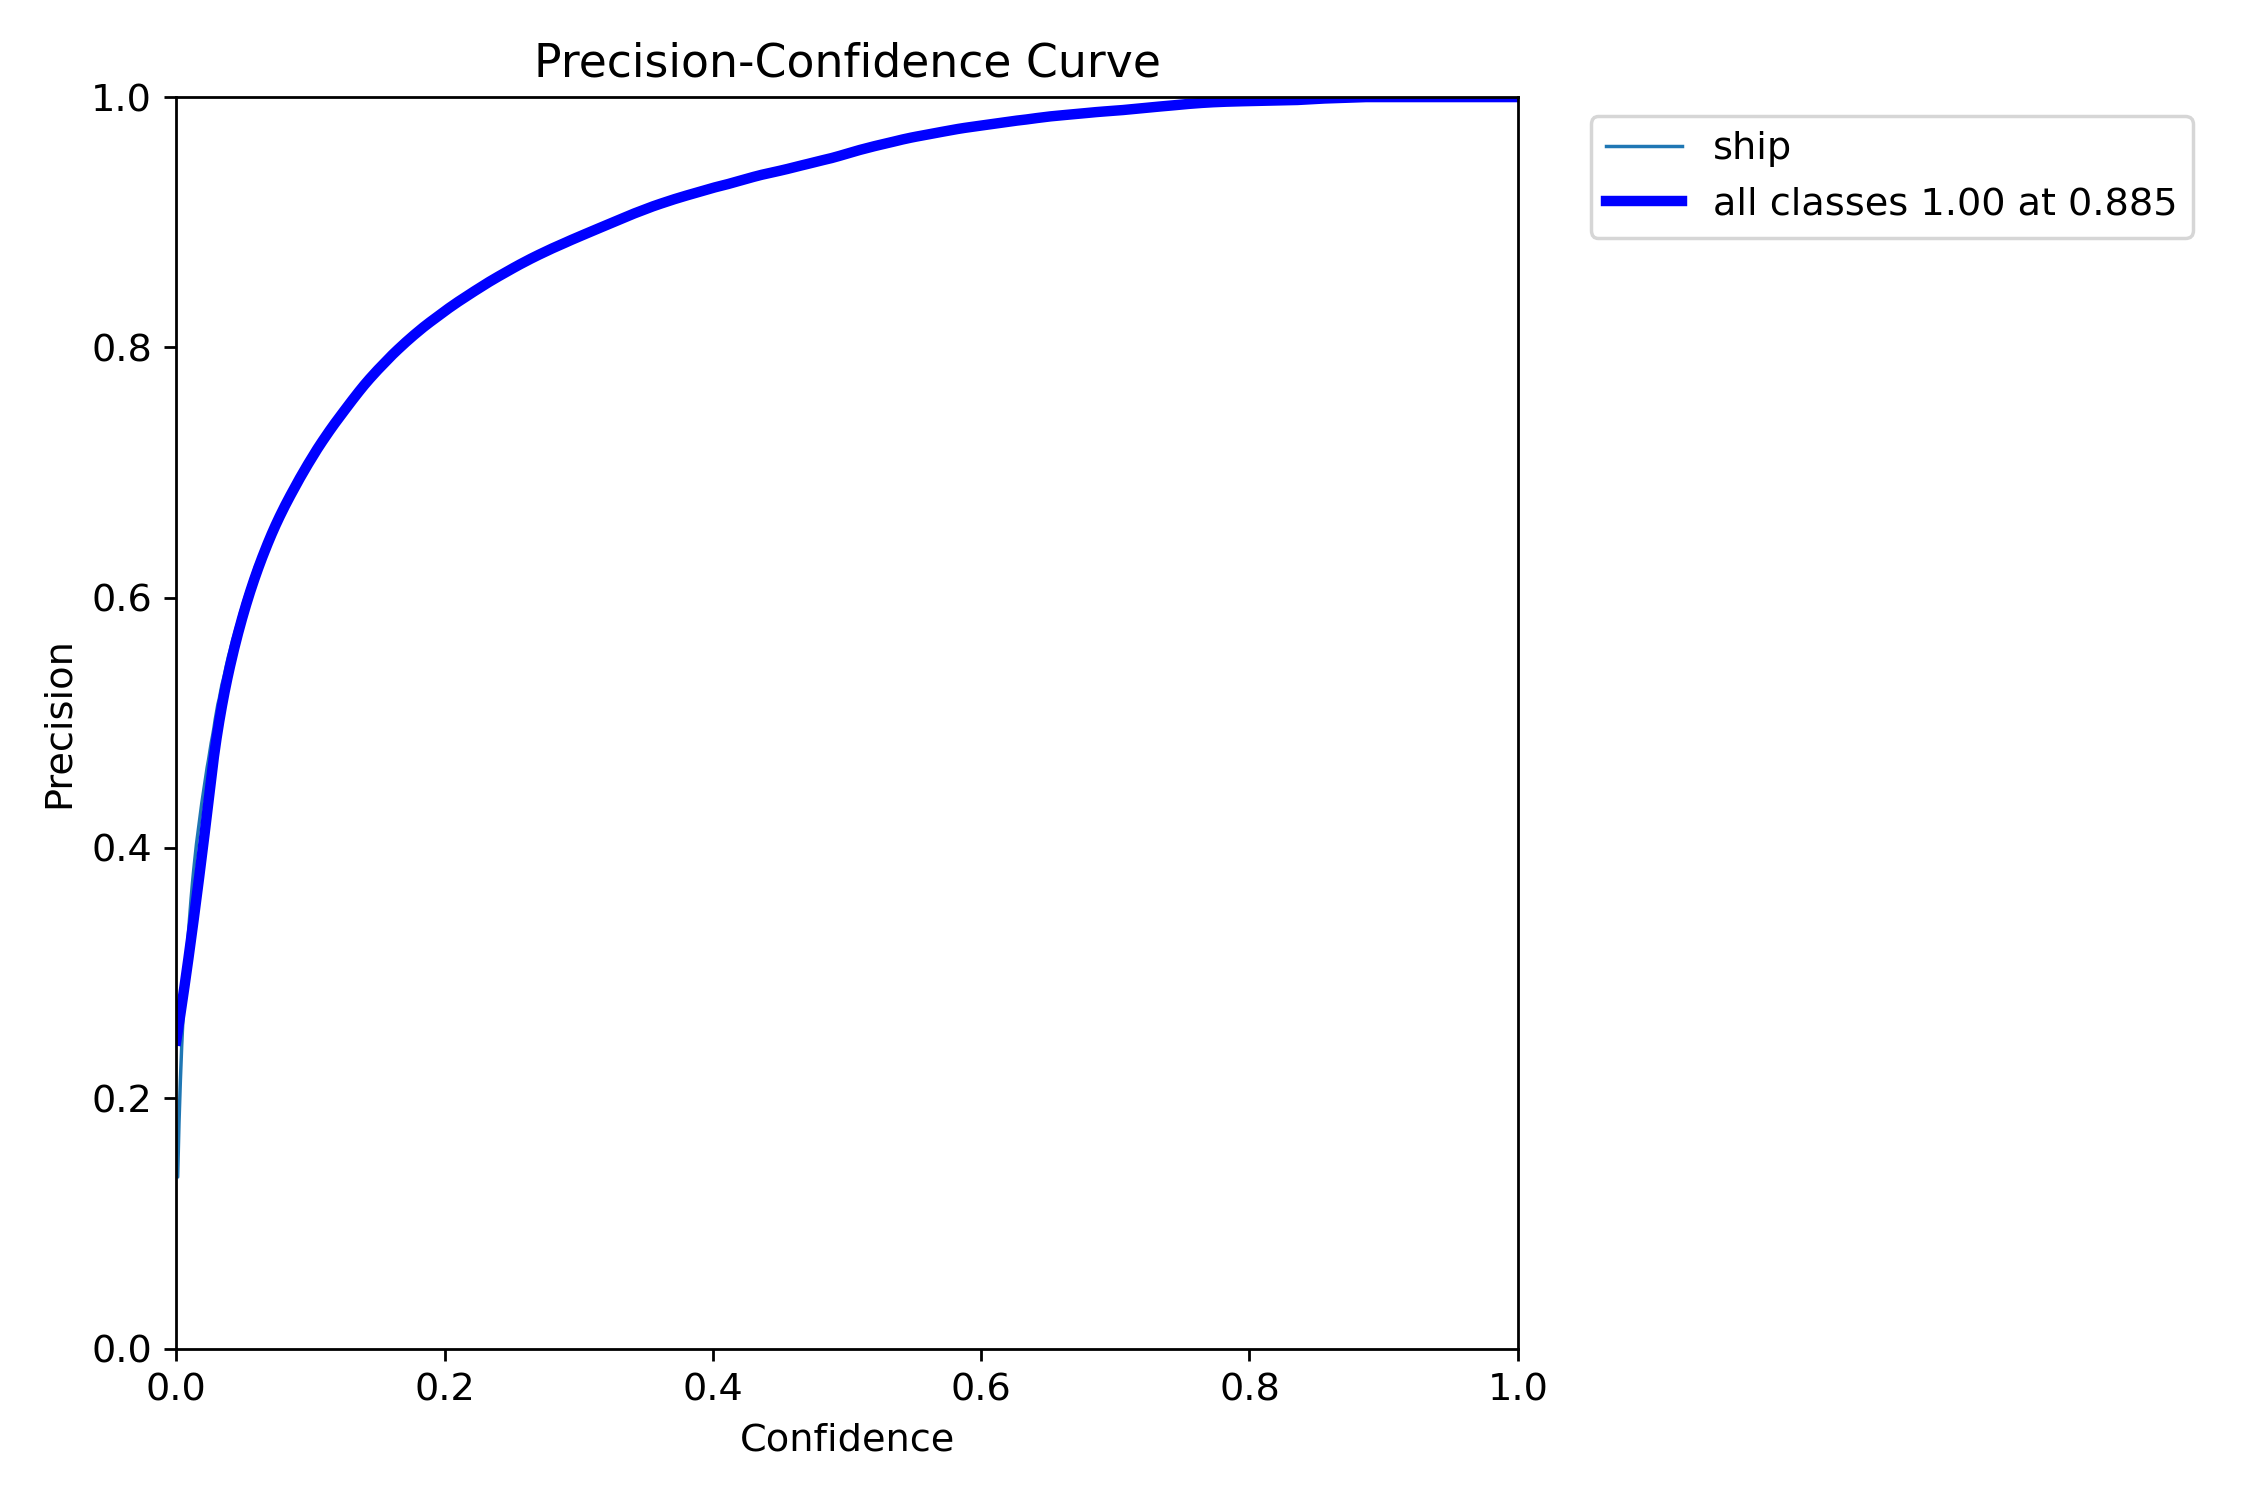 Precision-Confidence Curve
1.0
0.8
0.6
0.4
0.2
0.0
Precision
0.0 0.2 0.4 0.6 0.8 1.0
Confidence
ship
all classes 1.00 at 0.885